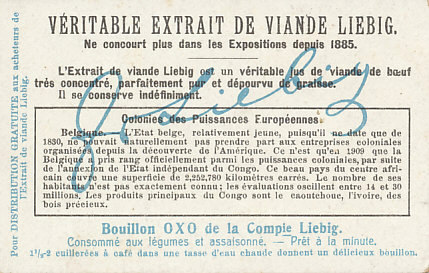 VÉRITABLE EXTRAIT DE VIANDE LIEBIG.
Ne concourt plus dans les Expositions depuis 1885.
L'Extrait de viande Liebig est un véritable jus de viande de bœuf
très concentré, parfaitement pur et dépourvu de graisse.
Il se conserve indéfiniment.
Colonies des Puissances Européennes.
Belgique. — L'Etat belge, relativement jeune, puisqu'il ne date que de
1830, ne pouvait naturellement pas prendre part aux entreprises coloniales
organisées depuis la découverte de l'Amérique. Ce n'est qu'en 1909 que la
Belgique a pris rang officiellement parmi les puissances coloniales, par suite
de l'annexion de l'Etat indépendant du Congo. Ce beau pays du centre afri-
cain couvre une superficie de 2,252,780 kilomètres carrés. Le nombre de ses
habitants n'est pas exactement connu; les évaluations oscillent entre 14 et 30
millions. Les produits principaux du Congo sont le caoutchouc, l'ivoire, des
bois précieux.
Bouillon OXO de la Compie Liebig.
Consommé aux légumes et assaisonné. — Prêt à la minute.
1½-2 cuillerées à café dans une tasse d'eau chaude donnent un délicieux bouillon.
Pour DISTRIBUTION GRATUITE aux acheteurs de
l'Extrait de viande Liebig.
J. v. Liebig